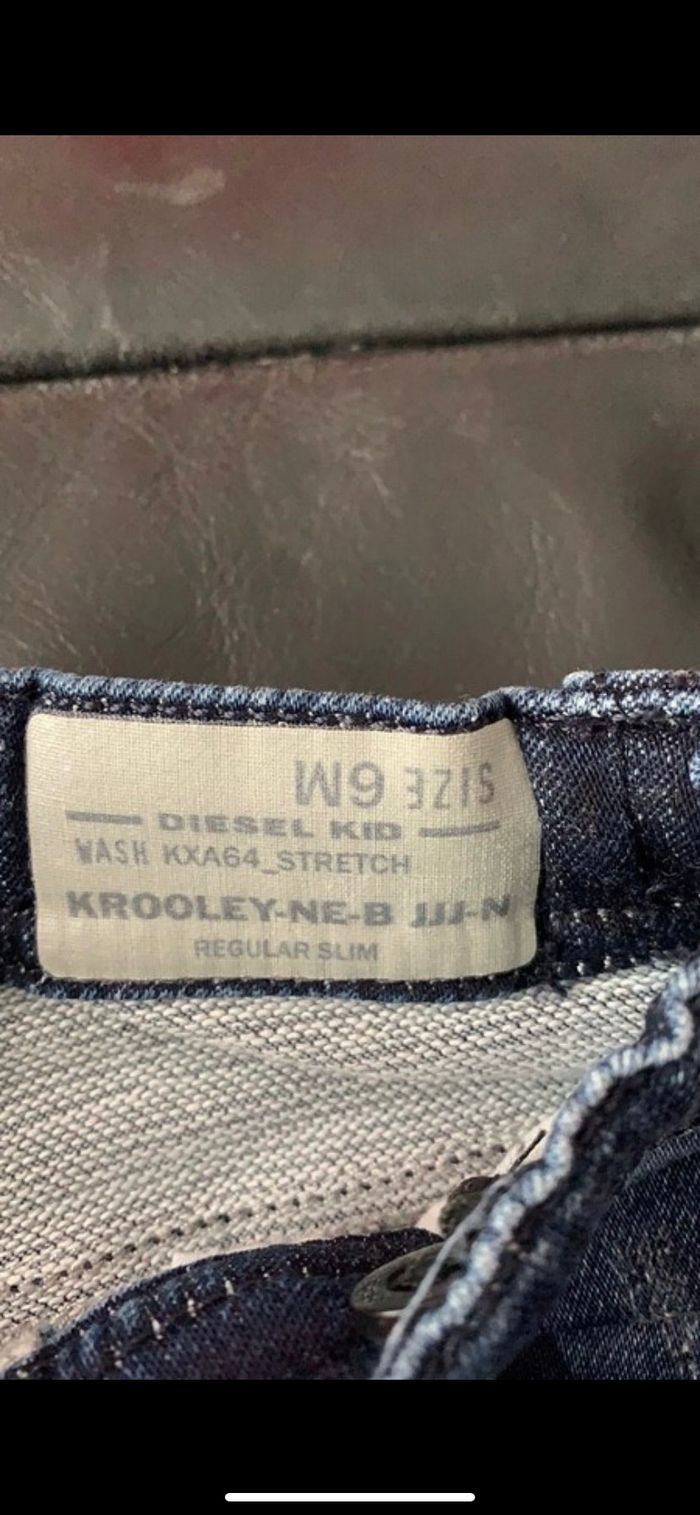 SIZE 6M
DIESEL KID
WASH KXA64_STRETCH
KROOLEY-NE-B JJJ-N
REGULAR SLIM